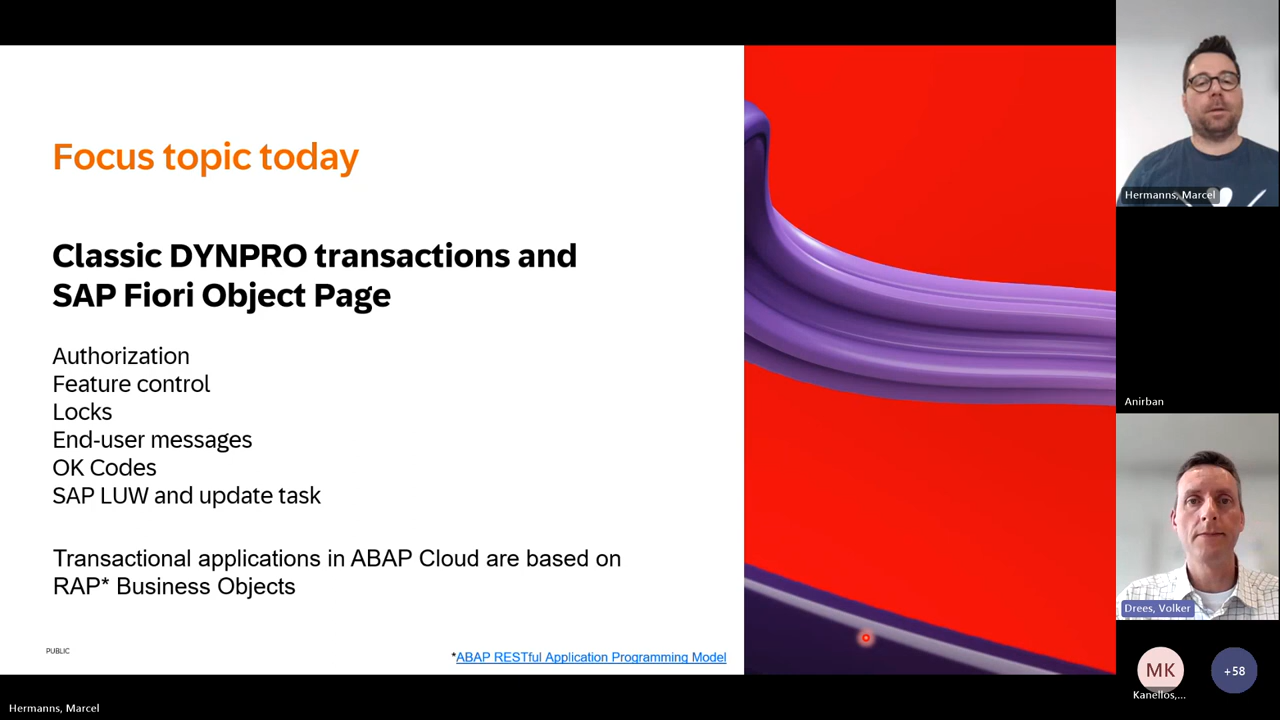 Focus topic today
Classic DYNPRO transactions and
SAP Fiori Object Page
Authorization
Feature control
Locks
End-user messages
OK Codes
SAP LUW and update task
Transactional applications in ABAP Cloud are based on
RAP* Business Objects
PUBLIC
*ABAP RESTful Application Programming Model
Hermanns, Marcel
Hermanns, Marcel
Anirban
Drees, Volker
MK
Kanellos,...
+58